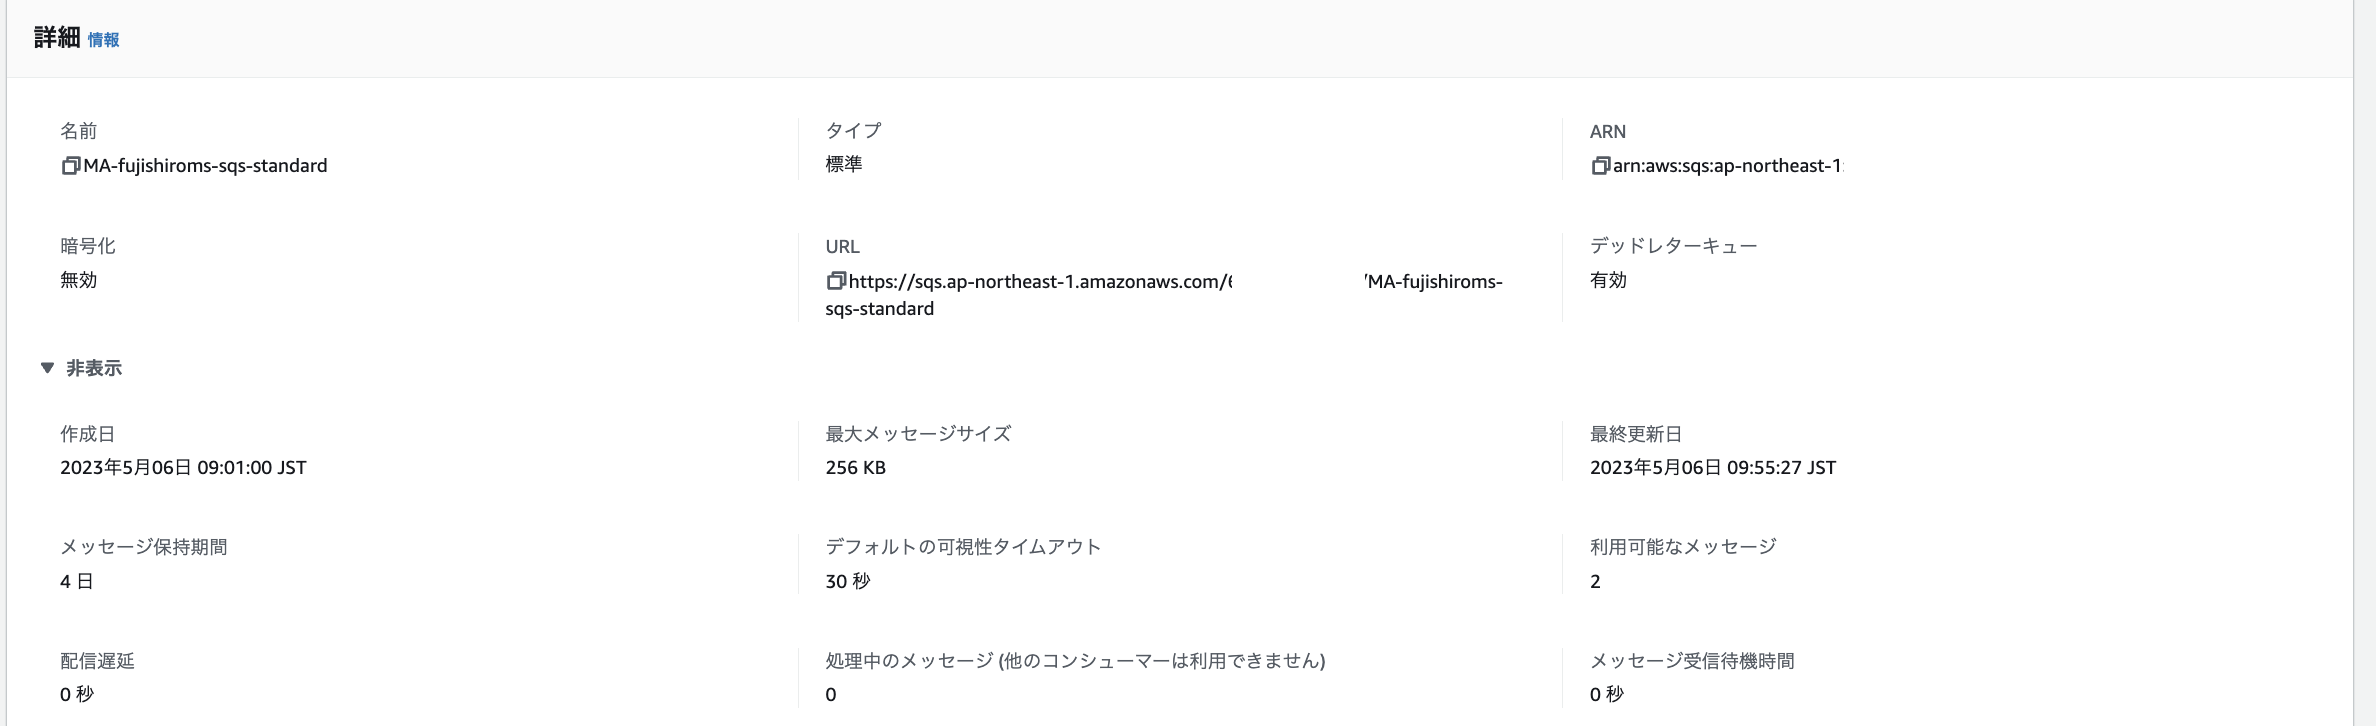 詳細 情報
名前
MA-fujishiroms-sqs-standard
タイプ
標準
ARN
arn:aws:sqs:ap-northeast-1:
暗号化
無効
URL
https://sqs.ap-northeast-1.amazonaws.com/6 /MA-fujishiroms-
sqs-standard
デッドレターキュー
有効
▼ 非表示
作成日
2023年5月06日 09:01:00 JST
最大メッセージサイズ
256 KB
最終更新日
2023年5月06日 09:55:27 JST
メッセージ保持期間
4 日
デフォルトの可視性タイムアウト
30 秒
利用可能なメッセージ
2
配信遅延
0 秒
処理中のメッセージ (他のコンシューマーは利用できません)
0
メッセージ受信待機時間
0 秒